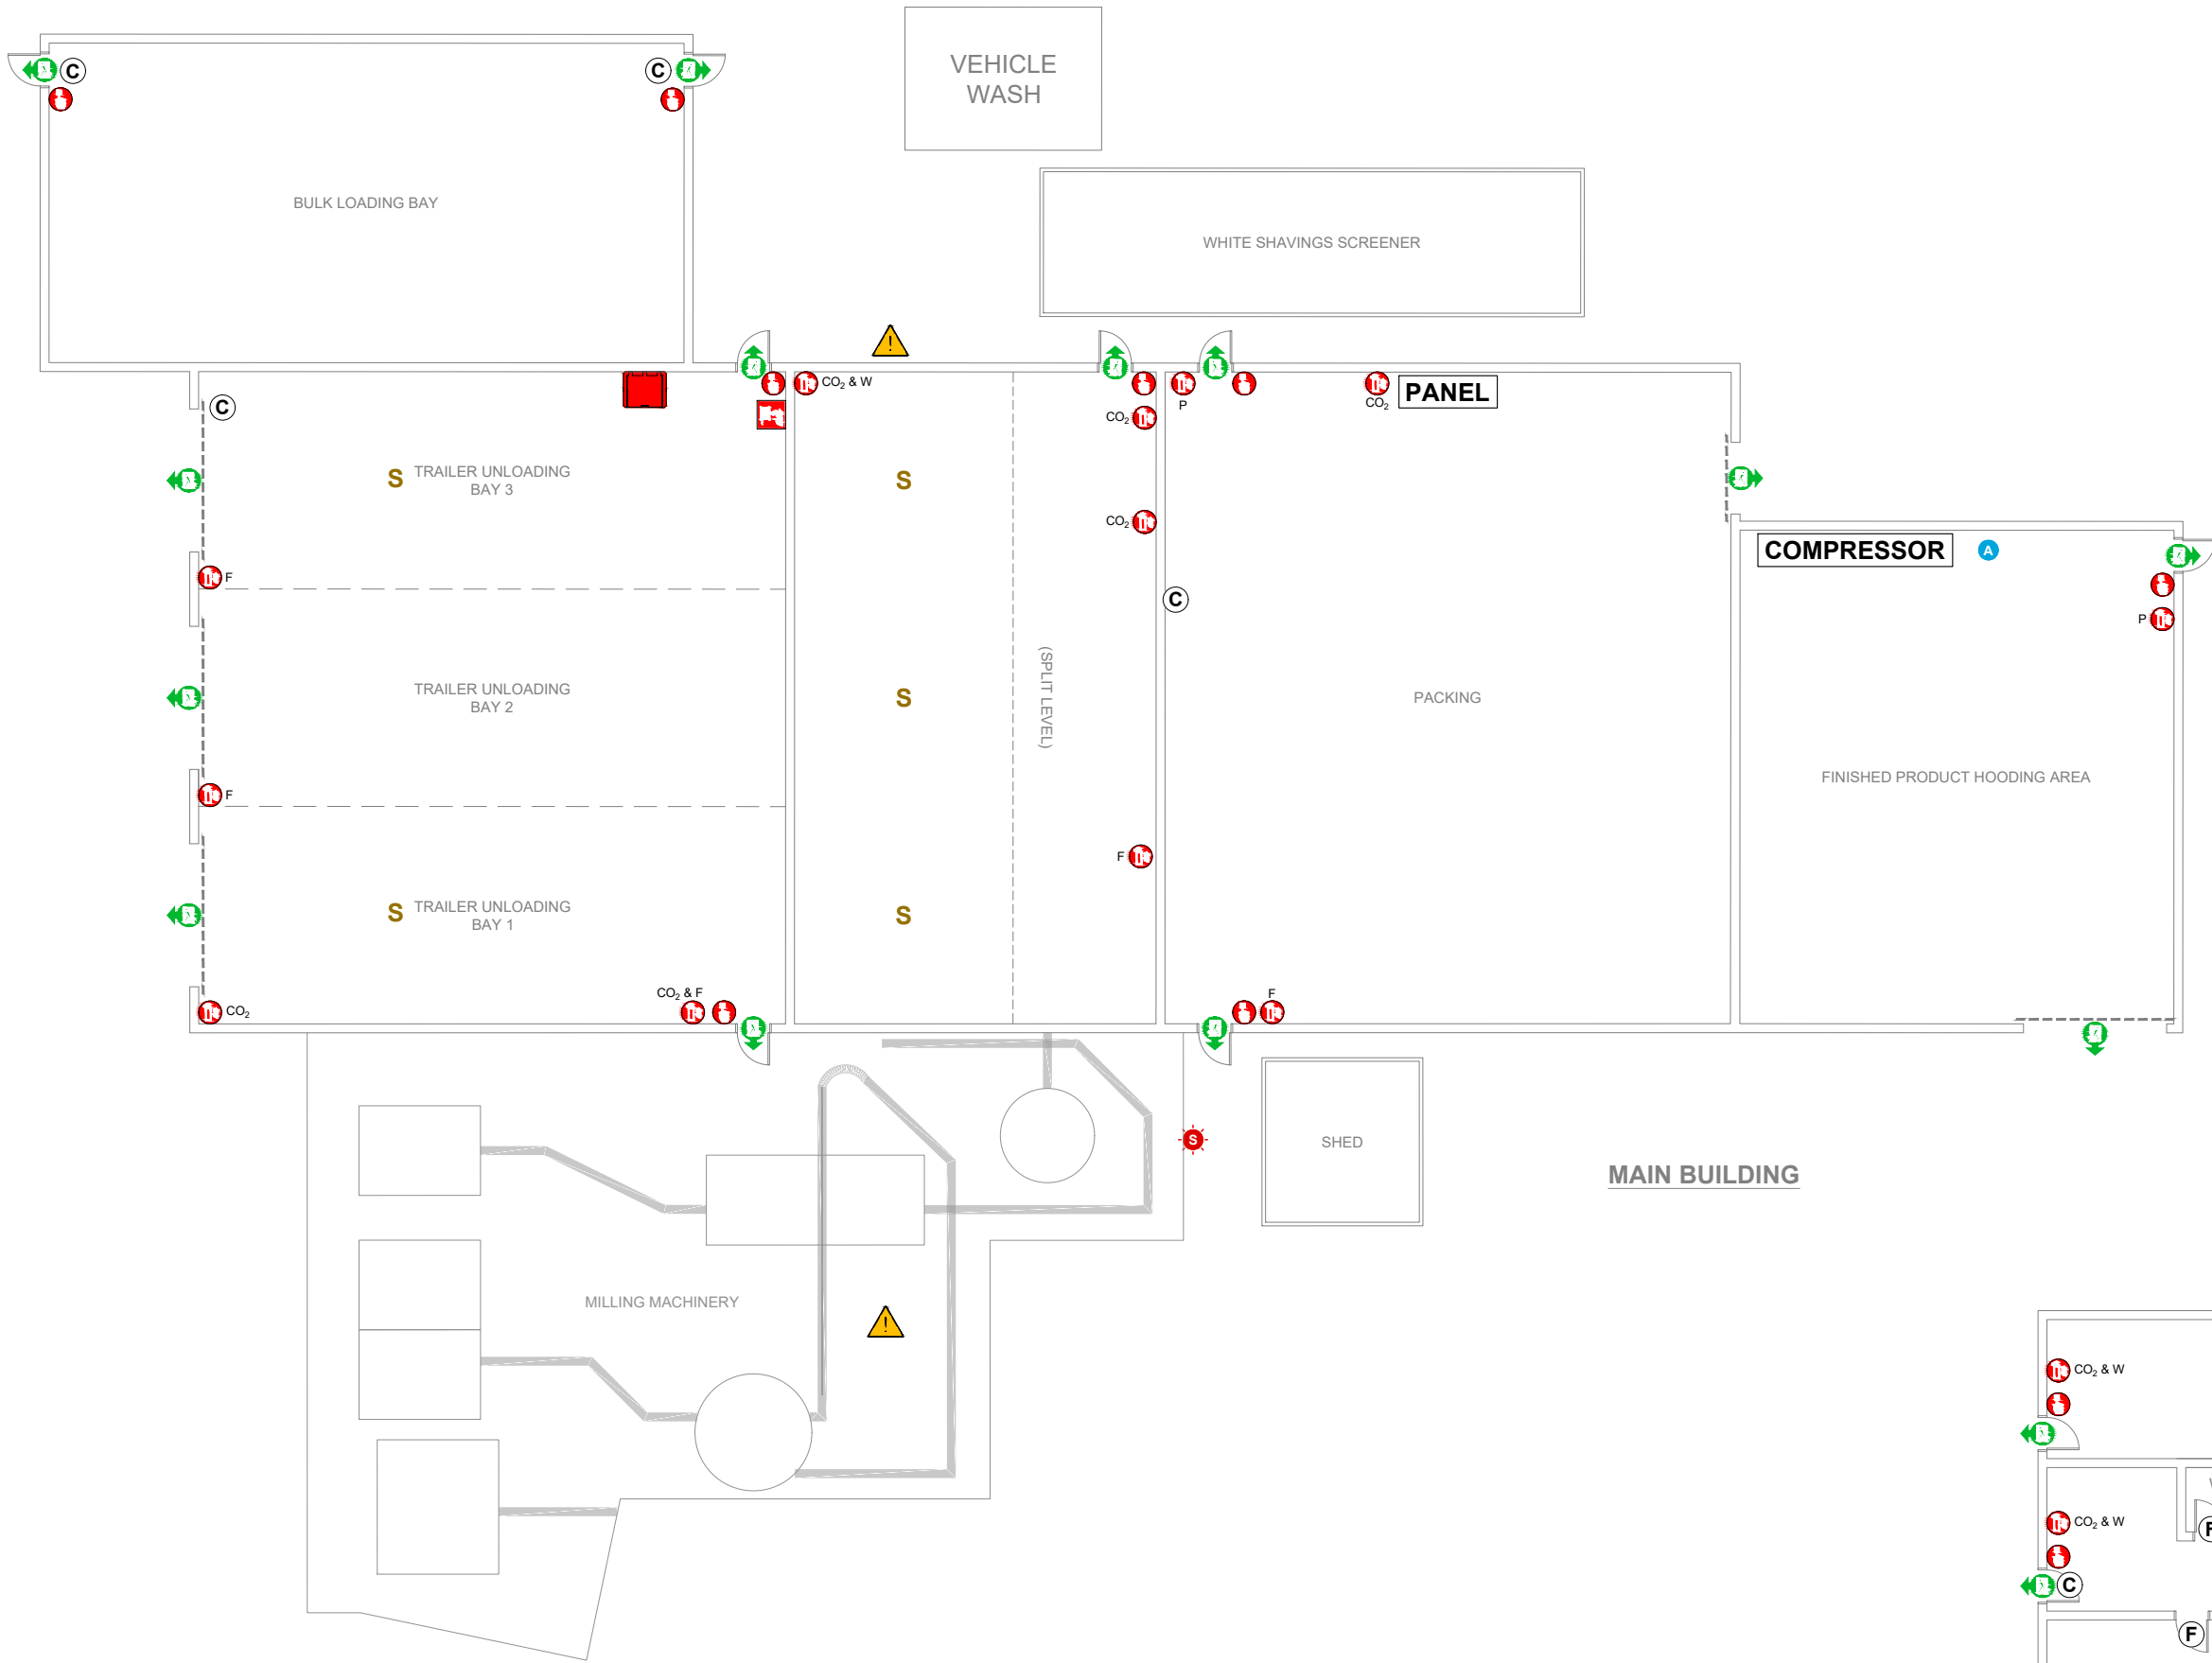 VEHICLE
WASH
C
C
BULK LOADING BAY
WHITE SHAVINGS SCREENER
!
CO₂ & W
P
CO₂
PANEL
C
CO₂
S
TRAILER UNLOADING
BAY 3
S
CO₂
COMPRESSOR
A
F
C
P
(SPLIT LEVEL)
TRAILER UNLOADING
BAY 2
S
PACKING
FINISHED PRODUCT HOODING AREA
F
F
S
TRAILER UNLOADING
BAY 1
S
CO₂ & F
F
CO₂
S
SHED
MAIN BUILDING
MILLING MACHINERY
!
CO₂ & W
CO₂ & W
F
C
F